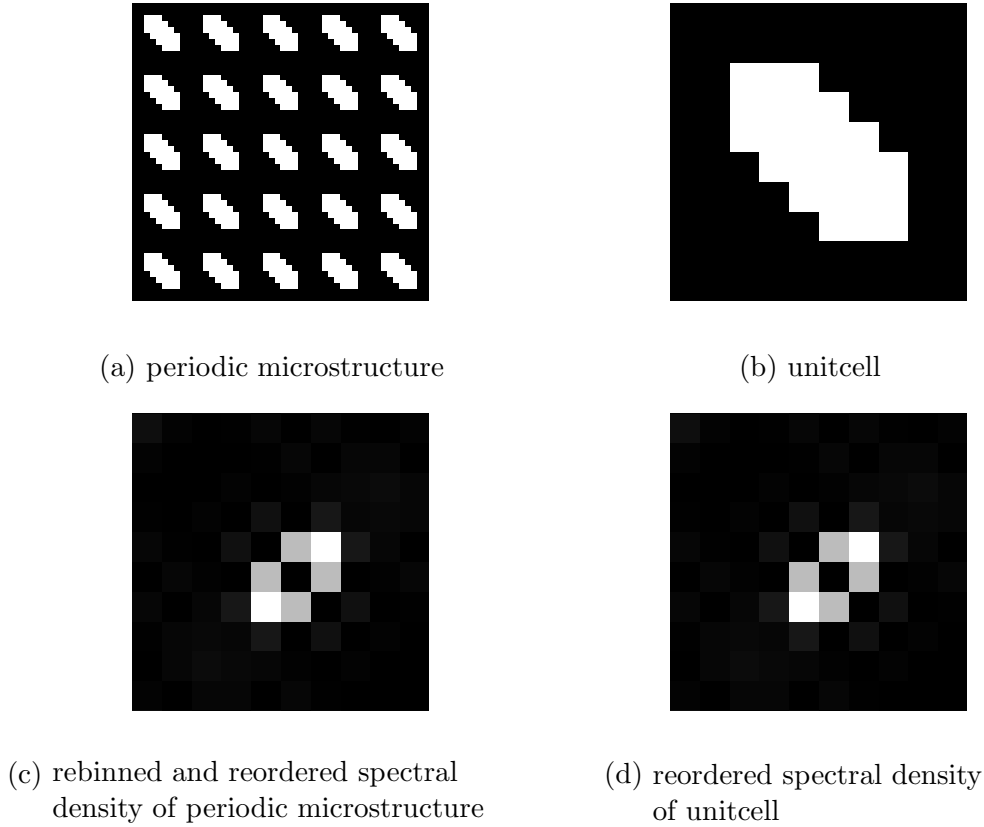 (a) periodic microstructure
(b) unitcell
(c) rebinned and reordered spectral
density of periodic microstructure
(d) reordered spectral density
of unitcell